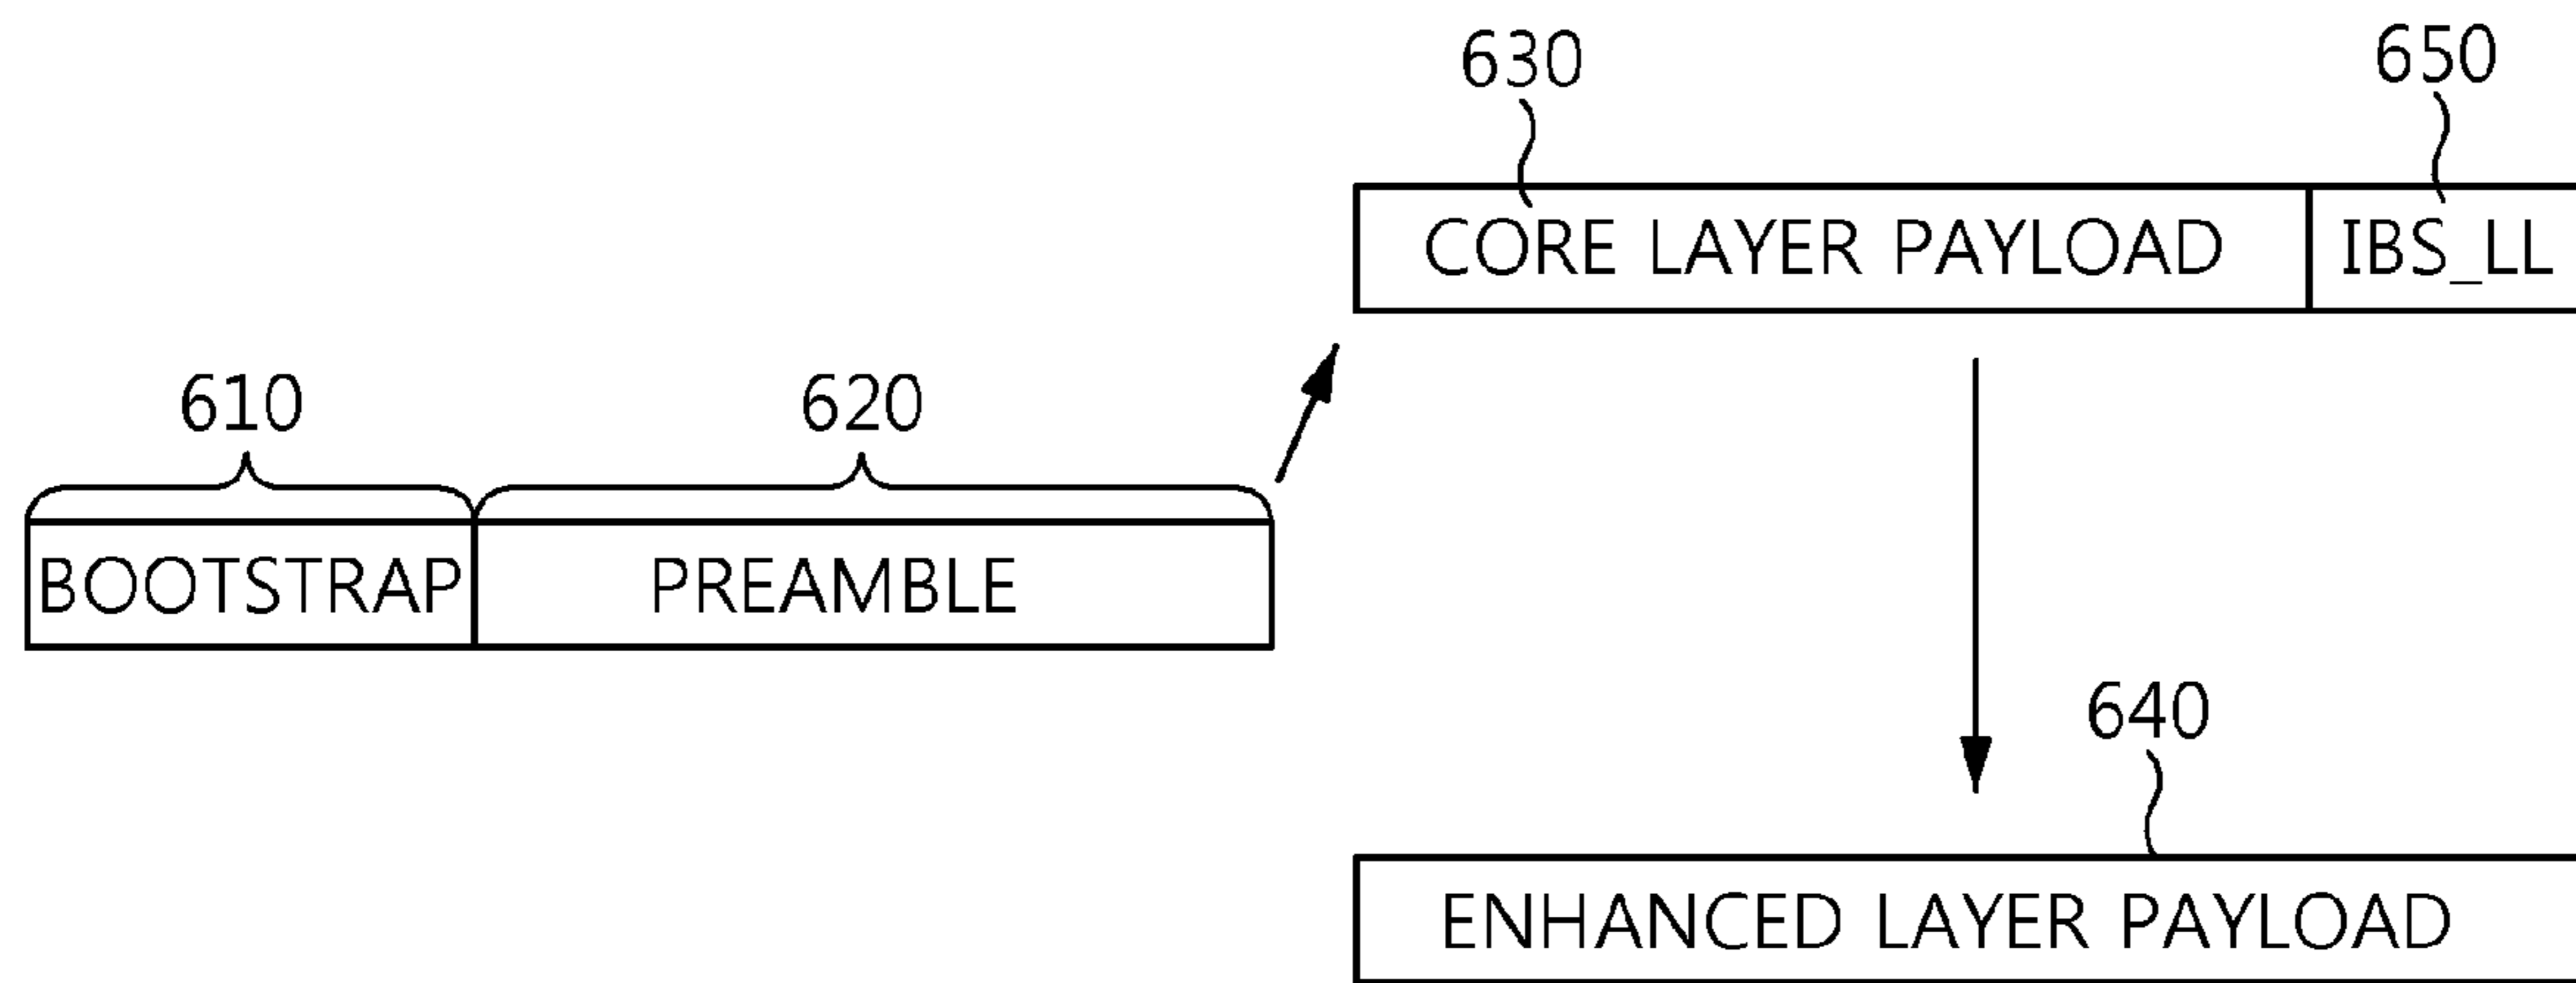 630
650
CORE LAYER PAYLOAD
IBS_LL
610
620
BOOTSTRAP
PREAMBLE
640
ENHANCED LAYER PAYLOAD